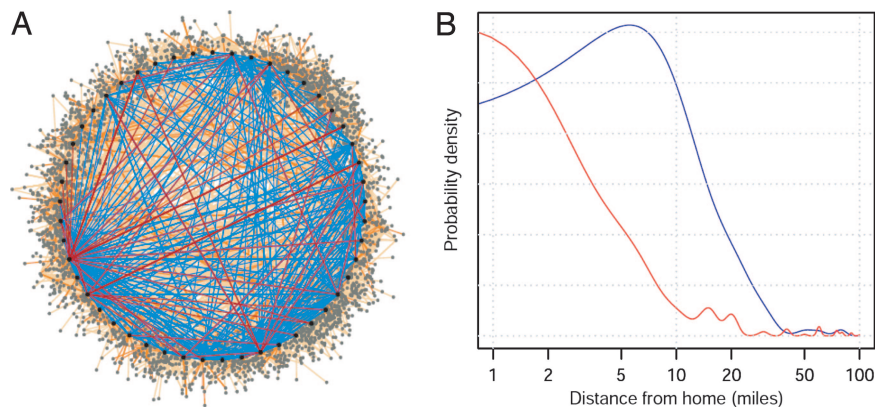 A
B
Probability density
1 2 5 10 20 50 100
Distance from home (miles)